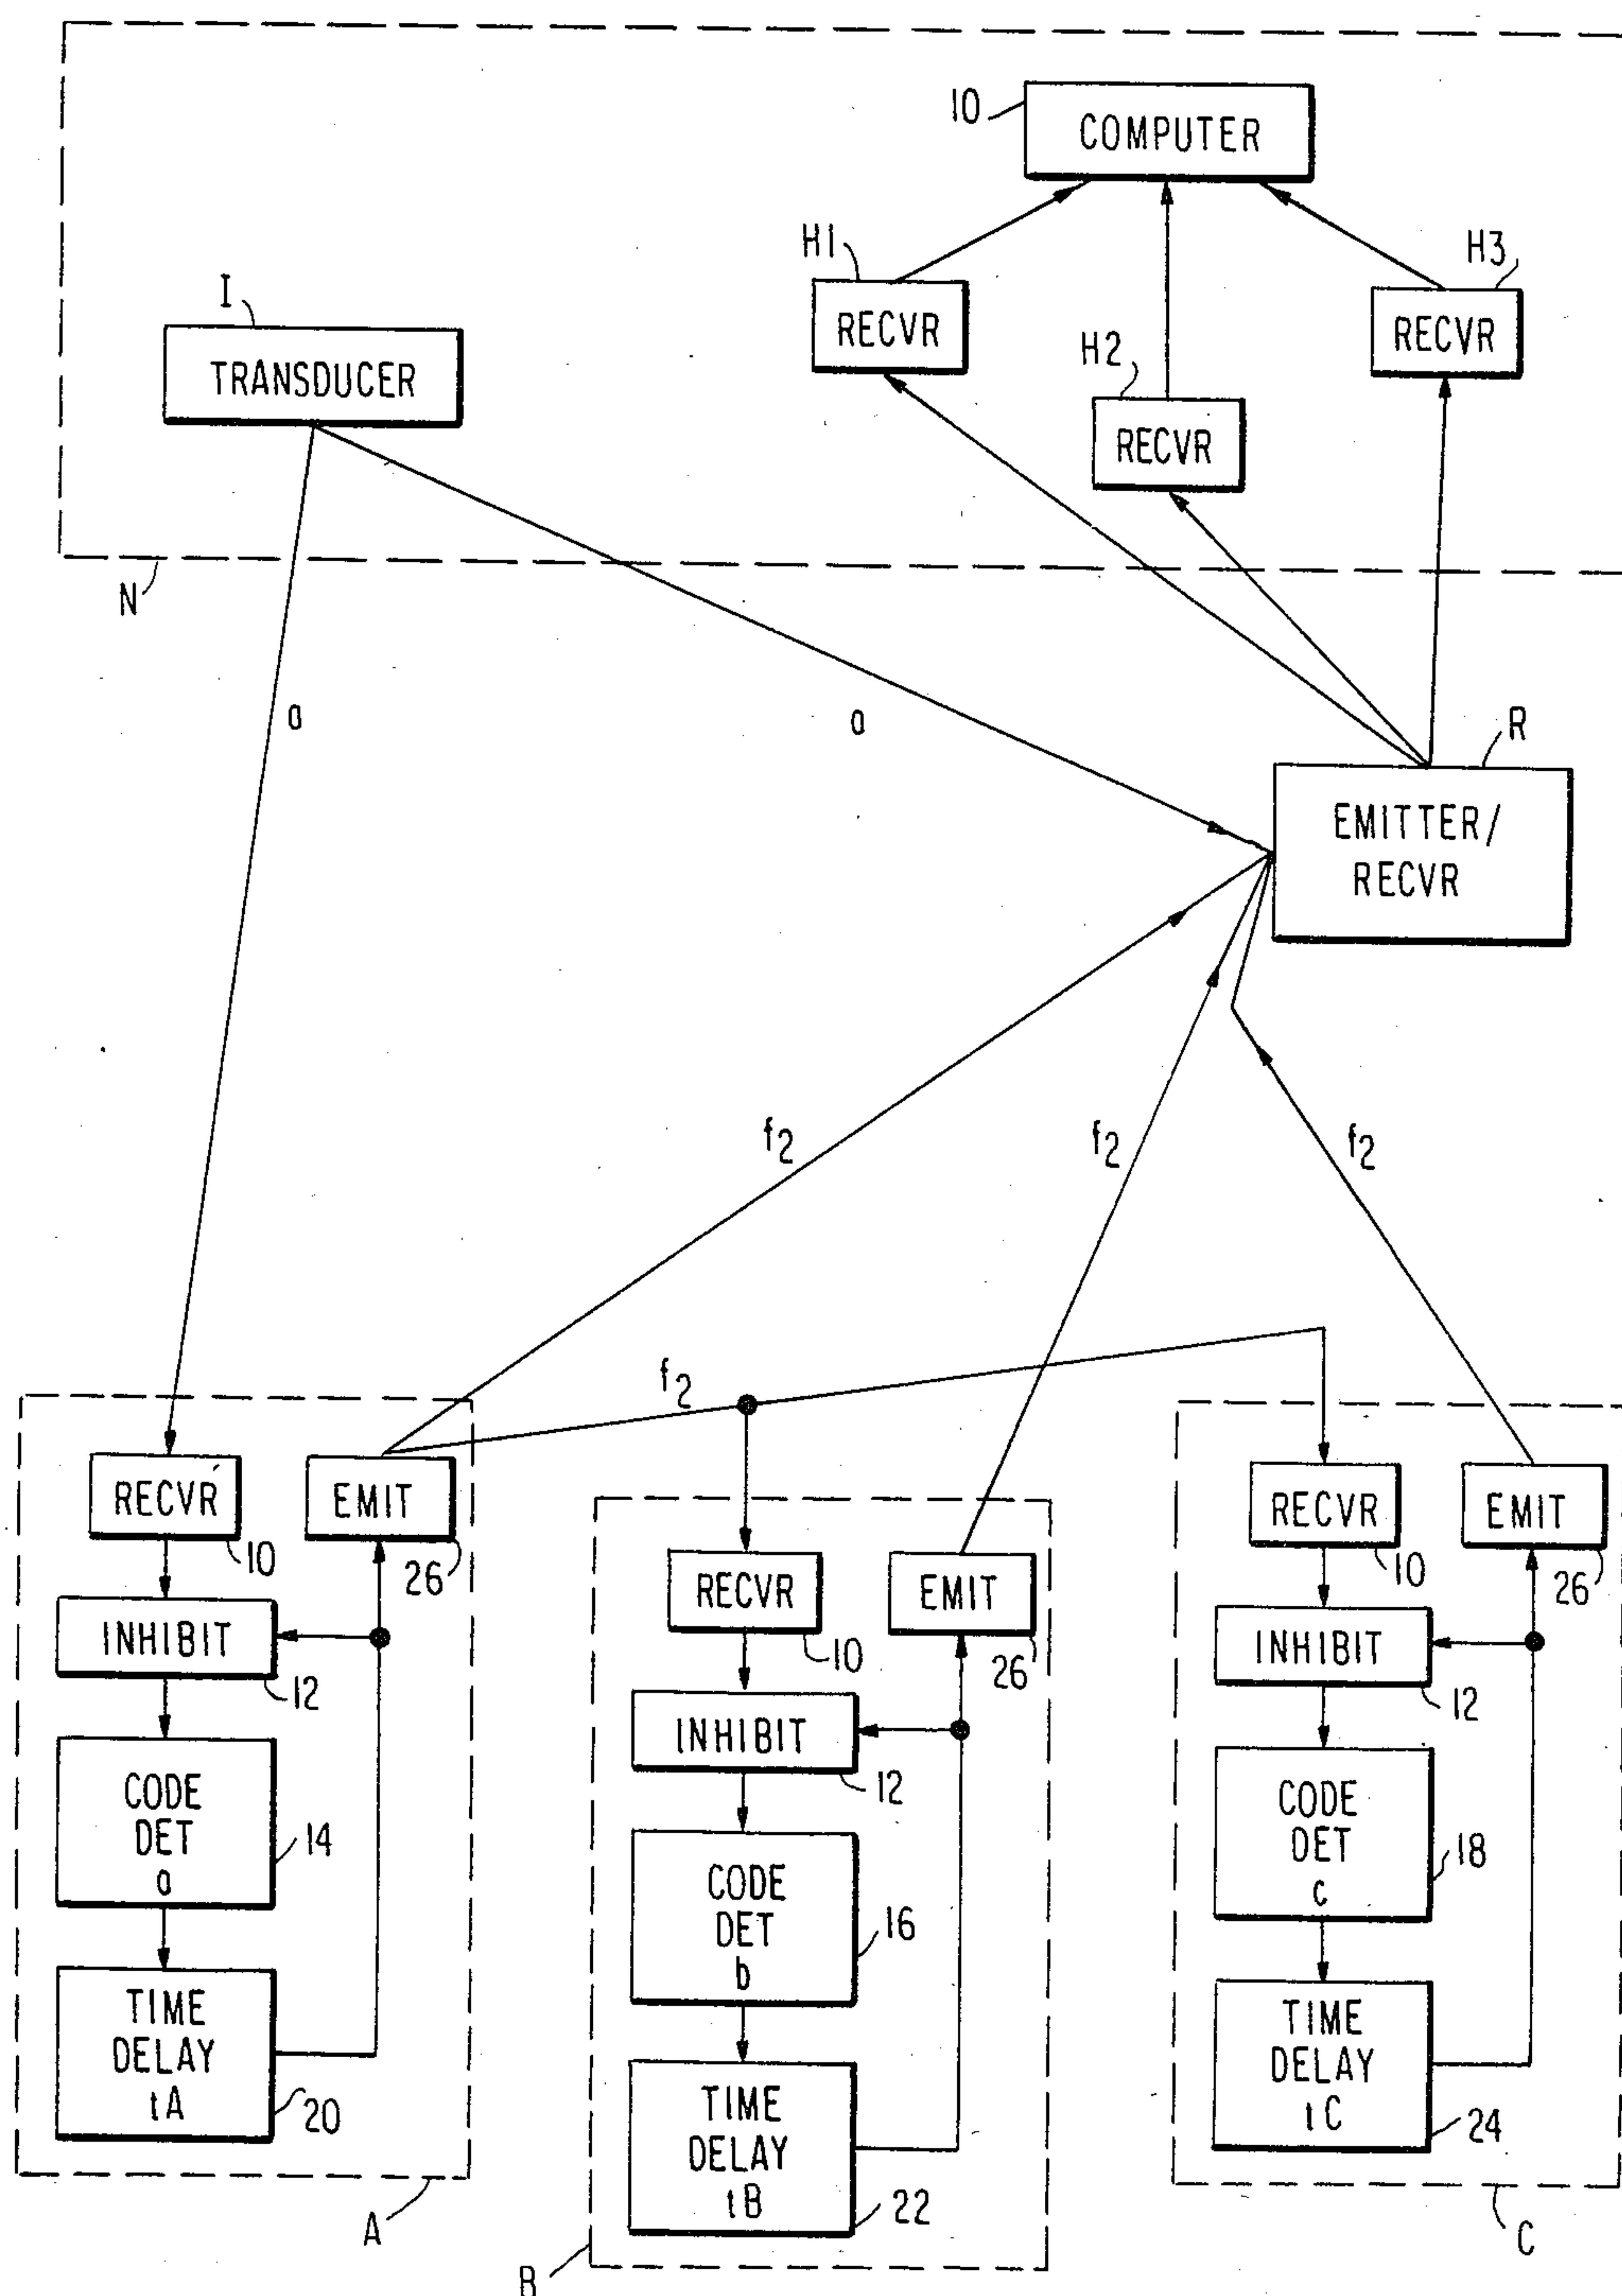 10
COMPUTER
H1
H3
I
RECVR
RECVR
TRANSDUCER
H2
RECVR
N
a
a
R
EMITTER/
RECVR
f2
f2
f2
f2
RECVR
EMIT
10
26
INHIBIT
12
CODE
DET
a
14
TIME
DELAY
tA
20
A
RECVR
EMIT
10
26
INHIBIT
12
CODE
DET
b
16
TIME
DELAY
tB
22
B
RECVR
EMIT
10
26
INHIBIT
12
CODE
DET
c
18
TIME
DELAY
tC
24
C